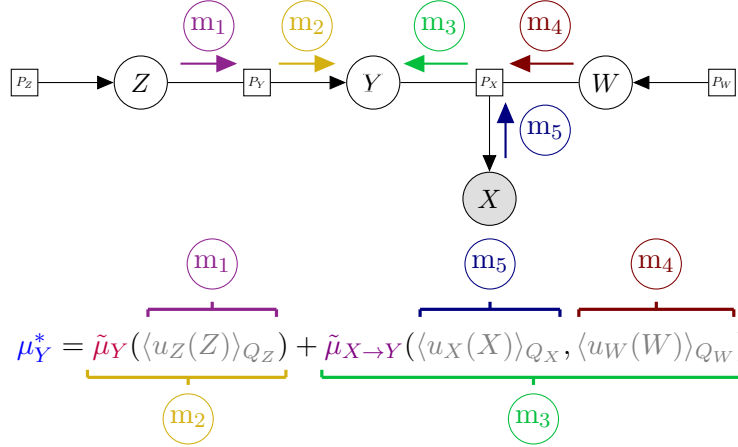 m₁ m₂ m₃ m₄
P_Z Z P_Y Y P_X W P_W
m₅
X
m₁ m₅ m₄
μ*_Y = μ̃_Y(⟨u_Z(Z)⟩_{Q_Z}) + μ̃_{X→Y}(⟨u_X(X)⟩_{Q_X}, ⟨u_W(W)⟩_{Q_W}
m₂ m₃